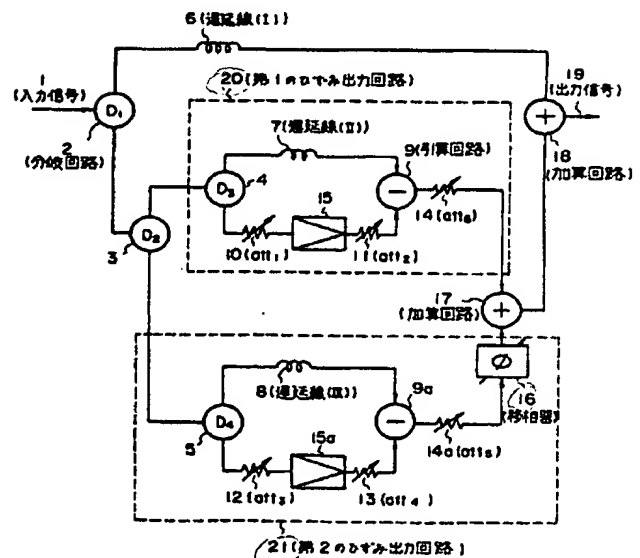 6(遅延線(I))
1
(入力信号)
D₁
2
(分岐回路)
20(第1のひずみ出力回路)
7(遅延線(II))
D₃
4
15
9(引算回路)
−
14(att₆)
10(att₁)
11(att₂)
D₂
3
19
(出力信号)
+
18
(加算回路)
17
(加算回路)
+
8(遅延線(III))
D₄
5
15a
9a
−
14a(att₅)
φ
16
(移相器)
12(att₃)
13(att₄)
21(第2のひずみ出力回路)